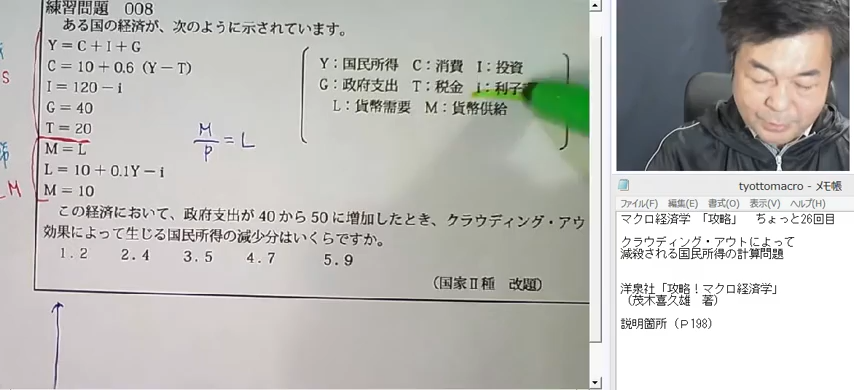 練習問題 008
ある国の経済が、次のように示されています。
Y＝C＋I＋G
C＝10＋0.6（Y－T）
I＝120－i
G＝40
T＝20
M＝L
L＝10＋0.1Y－i
M＝10
Y：国民所得 C：消費 I：投資
G：政府支出 T：税金 i：利子
L：貨幣需要 M：貨幣供給
M/P＝L
S
LM
この経済において、政府支出が 40 から 50 に増加したとき、クラウディング・アウ
効果によって生じる国民所得の減少分はいくらですか。
1. 2 2. 4 3. 5 4. 7 5. 9
（国家Ⅱ種 改題）
tyottomacro - メモ帳
ファイル(F) 編集(E) 書式(O) 表示(V) ヘルプ(H)
マクロ経済学 「攻略」 ちょっと26回目
クラウディング・アウトによって
減殺される国民所得の計算問題
洋泉社「攻略！マクロ経済学」
（茂木喜久雄 著）
説明箇所（Ｐ198）